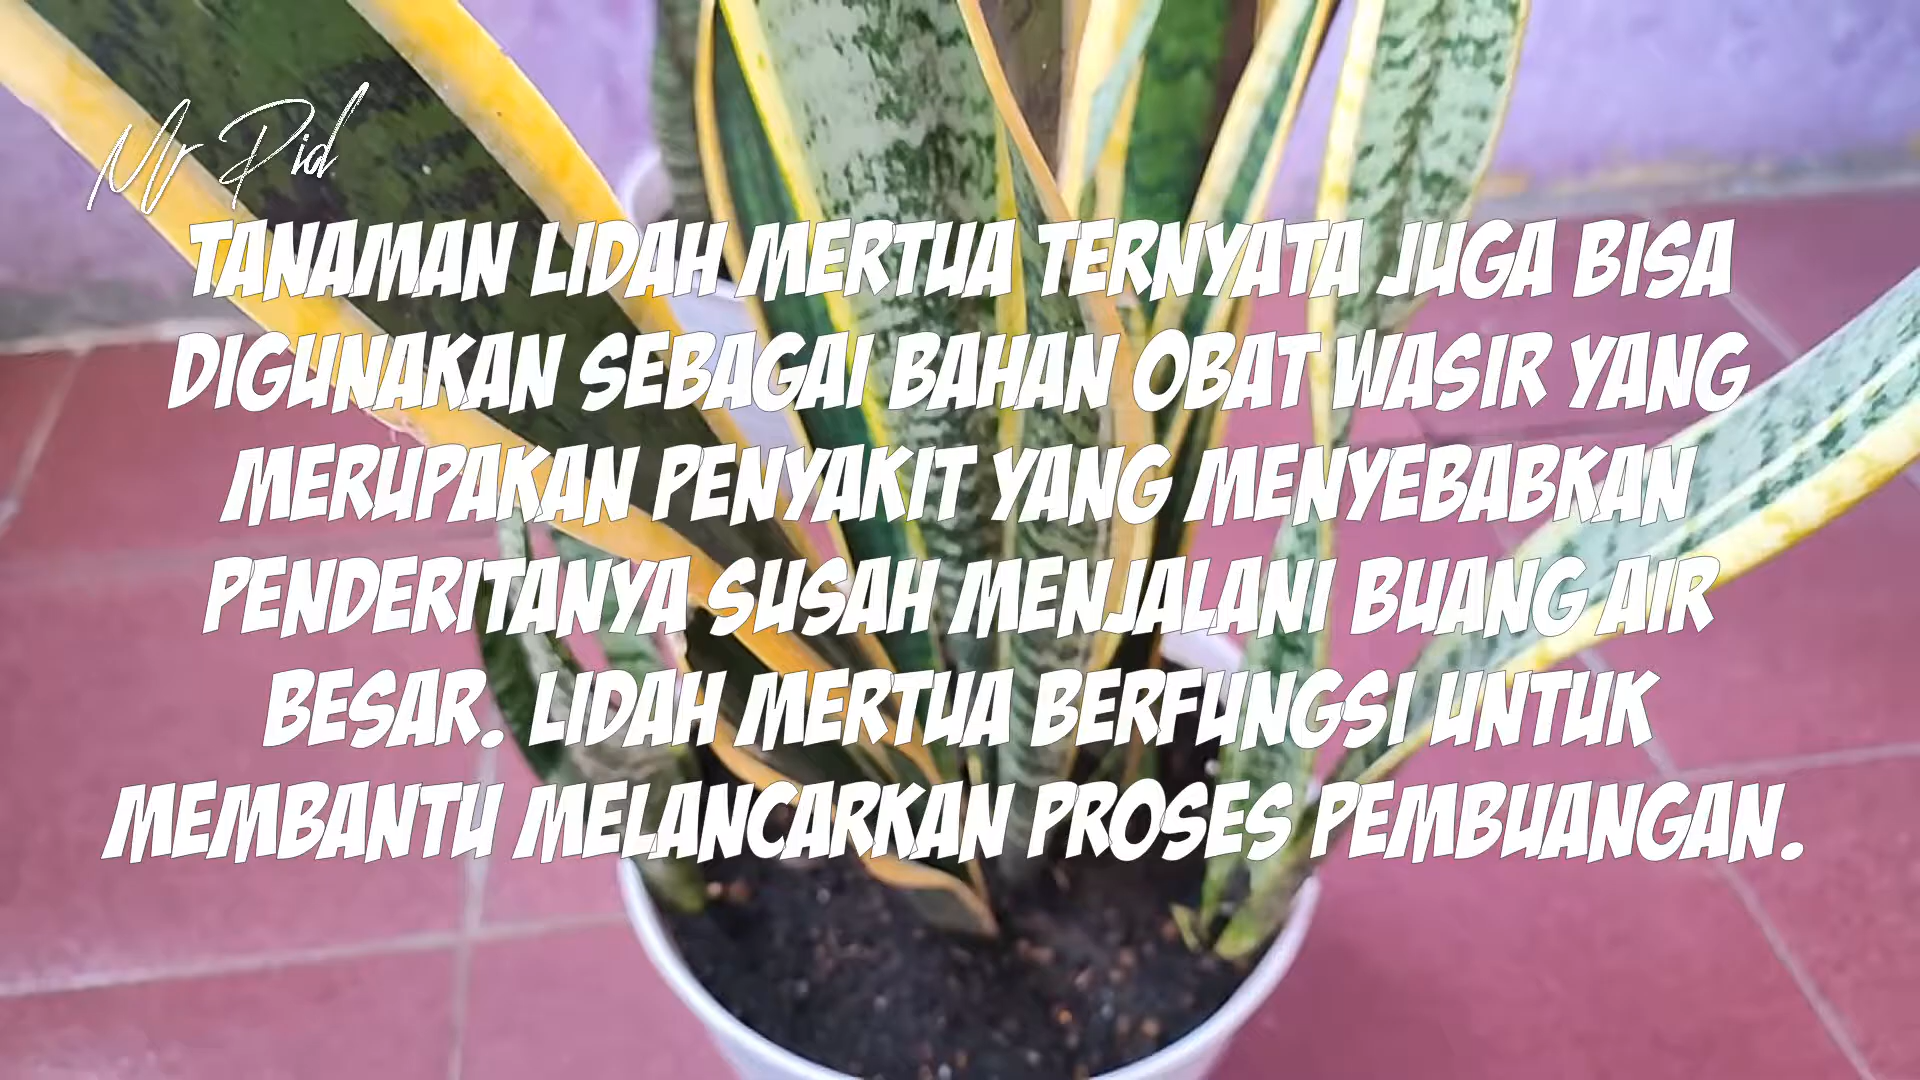 Mr Pid
TANAMAN LIDAH MERTUA TERNYATA JUGA BISA
DIGUNAKAN SEBAGAI BAHAN OBAT WASIR YANG
MERUPAKAN PENYAKIT YANG MENYEBABKAN
PENDERITANYA SUSAH MENJALANI BUANG AIR
BESAR. LIDAH MERTUA BERFUNGSI UNTUK
MEMBANTU MELANCARKAN PROSES PEMBUANGAN.